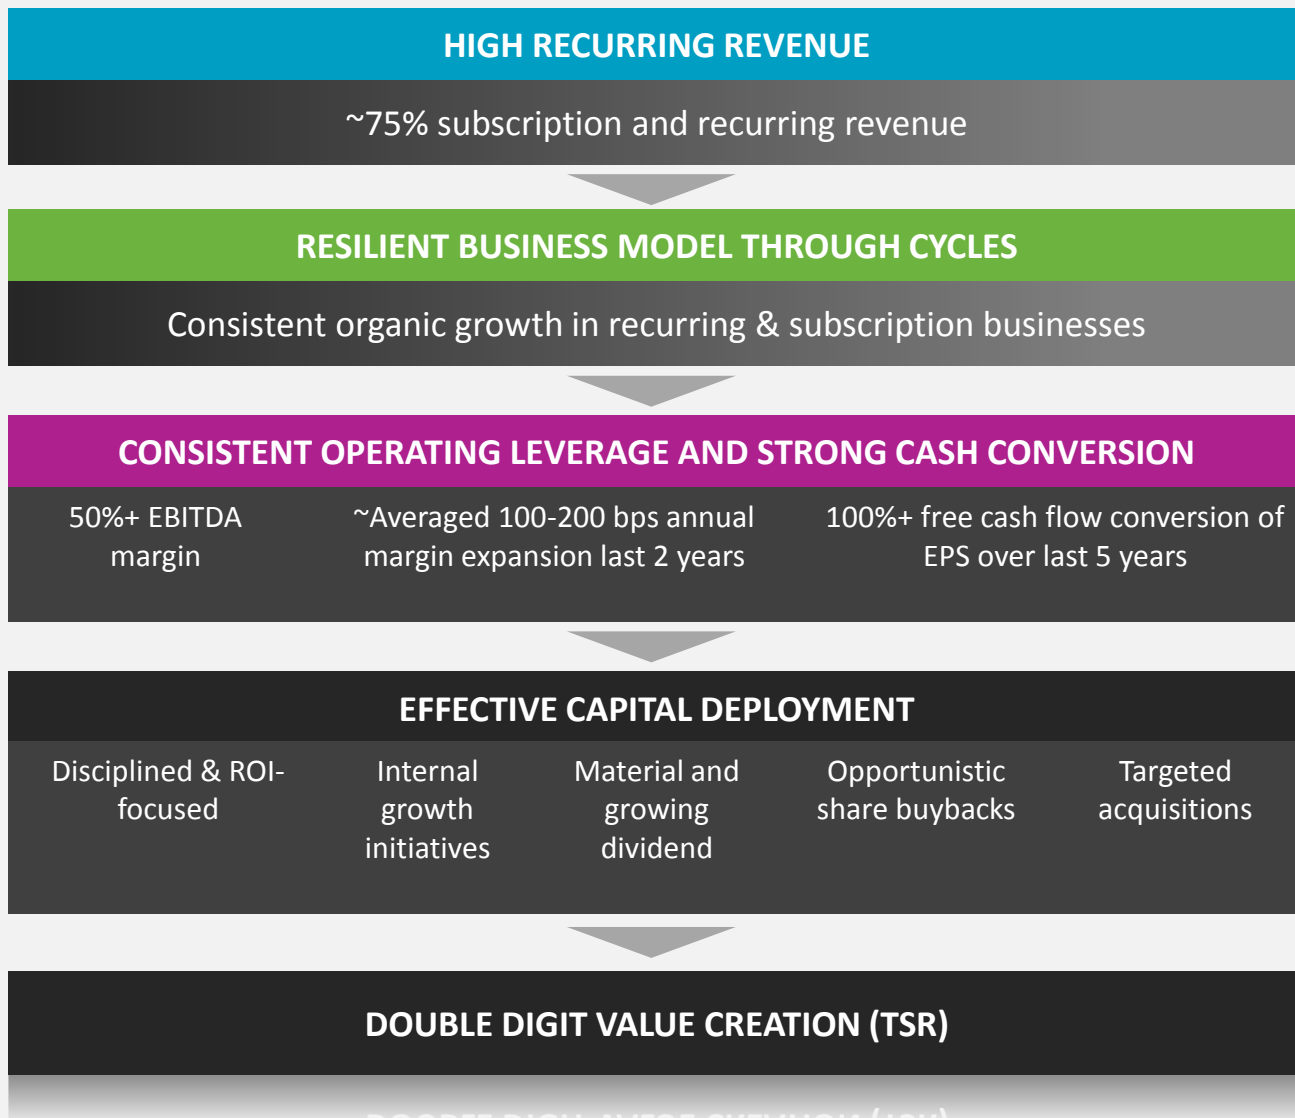 HIGH RECURRING REVENUE
~75% subscription and recurring revenue
RESILIENT BUSINESS MODEL THROUGH CYCLES
Consistent organic growth in recurring & subscription businesses
CONSISTENT OPERATING LEVERAGE AND STRONG CASH CONVERSION
50%+ EBITDA
margin
~Averaged 100-200 bps annual
margin expansion last 2 years
100%+ free cash flow conversion of
EPS over last 5 years
EFFECTIVE CAPITAL DEPLOYMENT
Disciplined & ROI-
focused
Internal
growth
initiatives
Material and
growing
dividend
Opportunistic
share buybacks
Targeted
acquisitions
DOUBLE DIGIT VALUE CREATION (TSR)